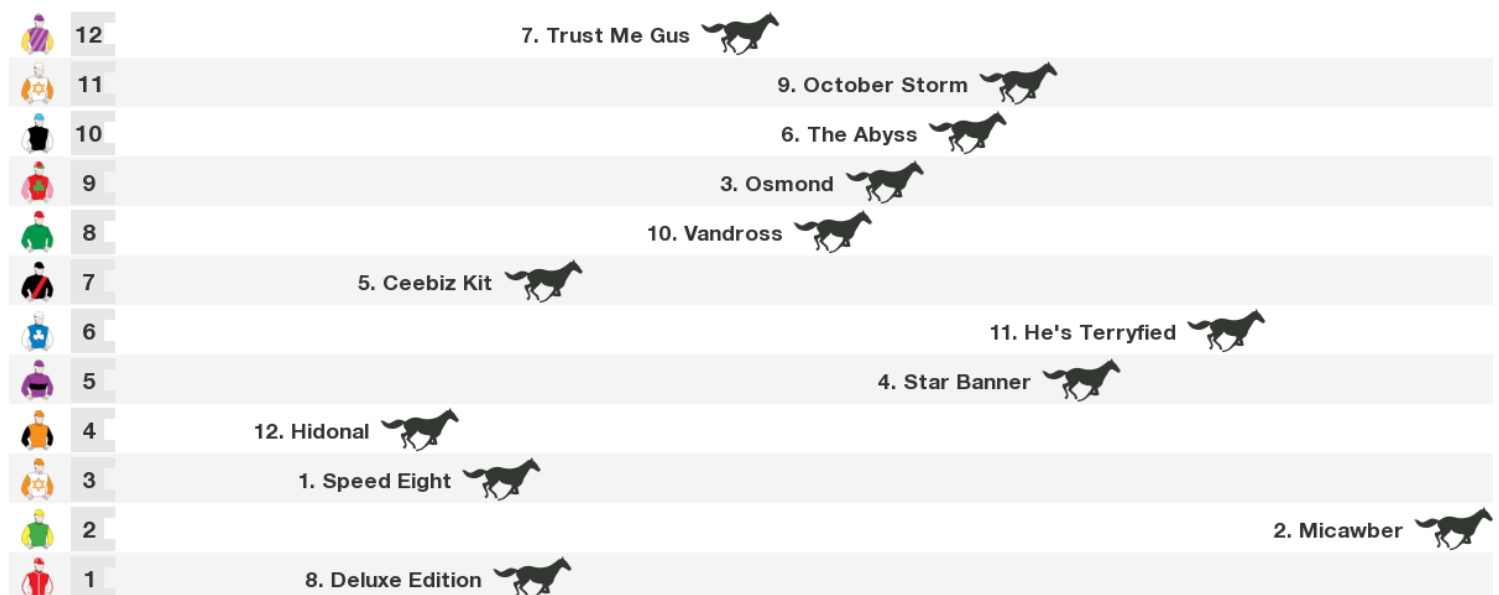 12 7. Trust Me Gus
11 9. October Storm
10 6. The Abyss
9 3. Osmond
8 10. Vandross
7 5. Ceebiz Kit
6 11. He's Terryfied
5 4. Star Banner
4 12. Hidonal
3 1. Speed Eight
2 2. Micawber
1 8. Deluxe Edition